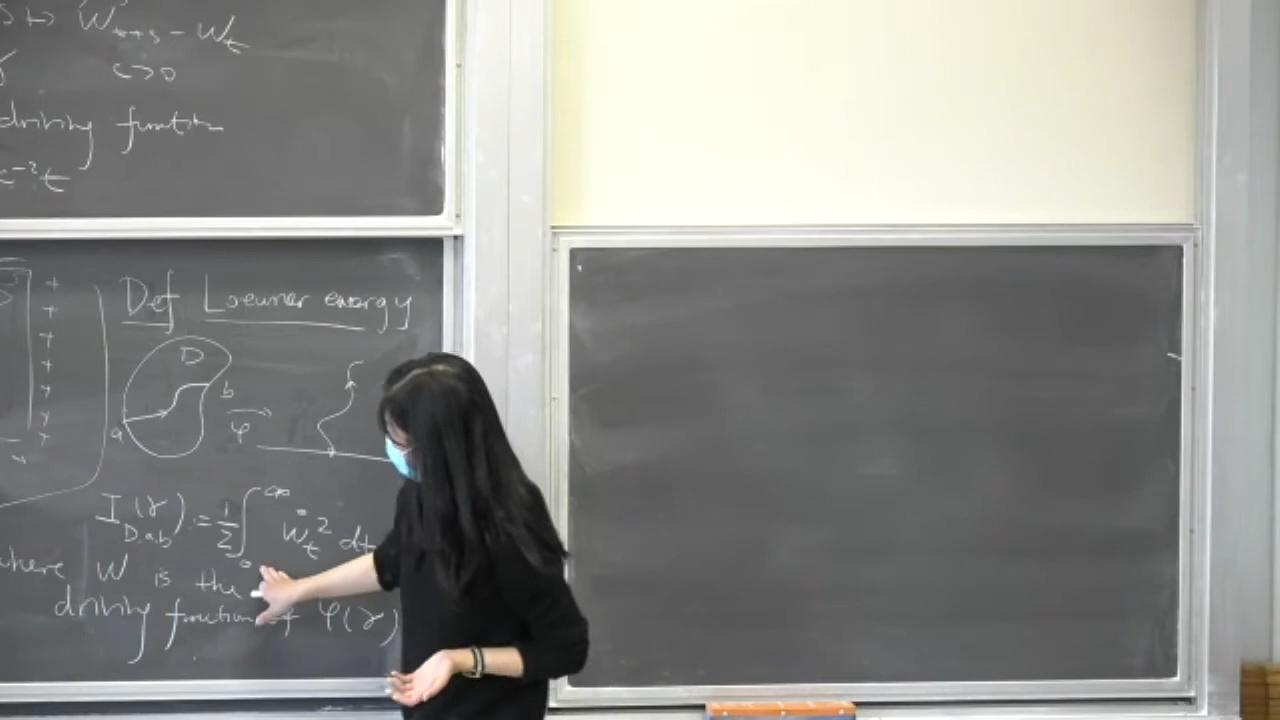 s ↦ W_{t+s} - W_t
c>0
driving function
c^{-2}t
Def Loewner energy
D
b
a
φ
I_{D,a,b}(γ) = 1/2 ∫_0^∞ Ẇ_t^2 dt
where W is the
driving function of φ(γ)